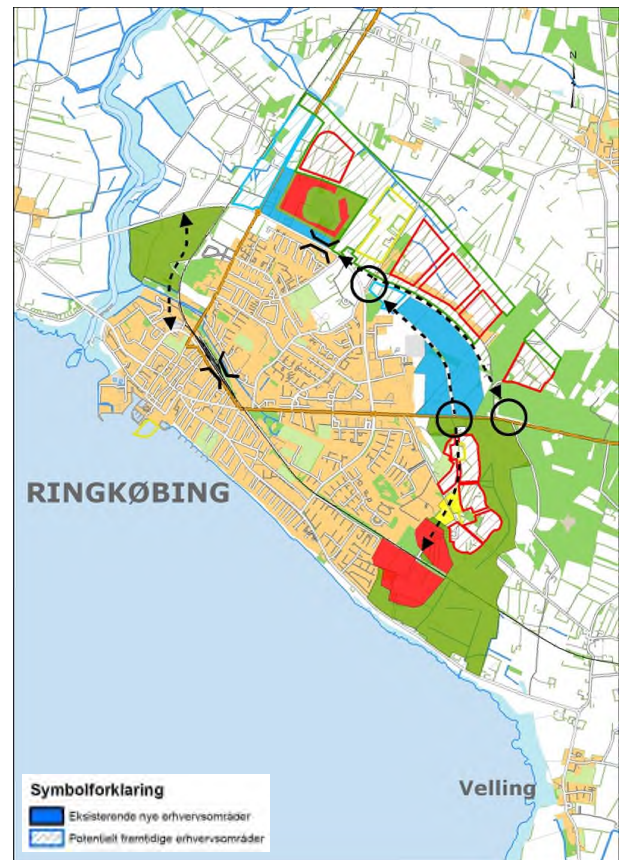 N
RINGKØBING
Velling
Symbolforklaring
Eksisterende nye erhvervsområder
Potentielt fremtidige erhvervsområder